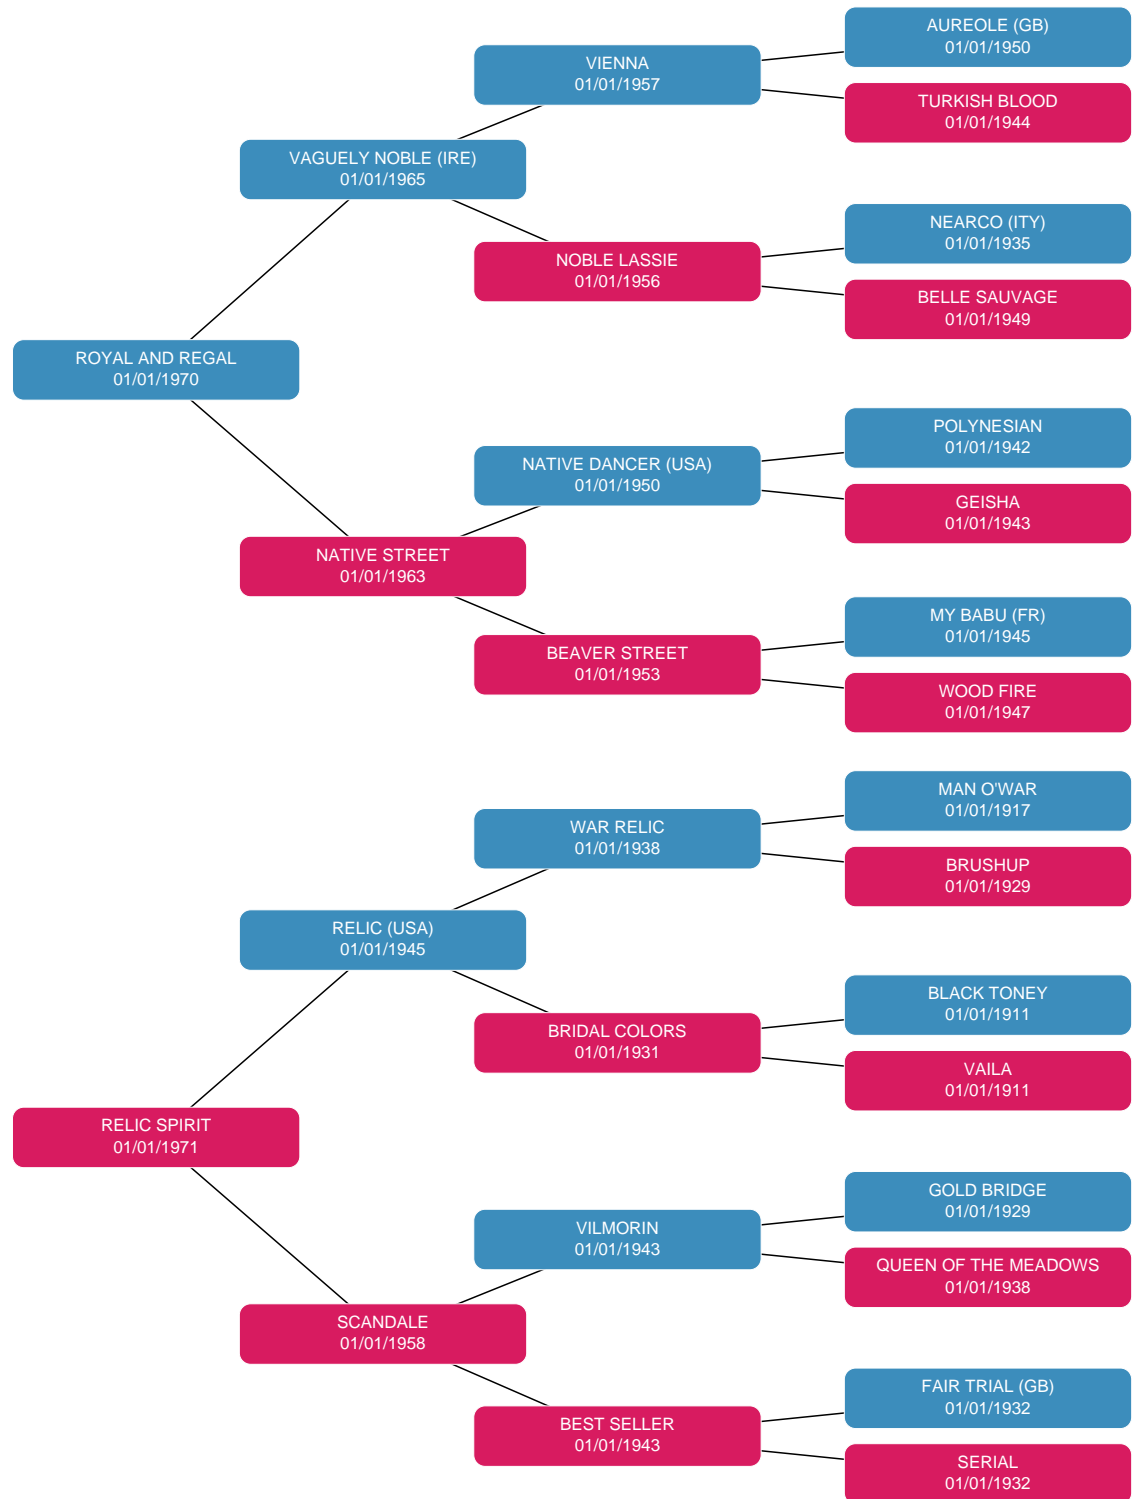 AUREOLE (GB)
01/01/1950
VIENNA
01/01/1957
TURKISH BLOOD
01/01/1944
VAGUELY NOBLE (IRE)
01/01/1965
NEARCO (ITY)
01/01/1935
NOBLE LASSIE
01/01/1956
BELLE SAUVAGE
01/01/1949
ROYAL AND REGAL
01/01/1970
POLYNESIAN
01/01/1942
NATIVE DANCER (USA)
01/01/1950
GEISHA
01/01/1943
NATIVE STREET
01/01/1963
MY BABU (FR)
01/01/1945
BEAVER STREET
01/01/1953
WOOD FIRE
01/01/1947
MAN O'WAR
01/01/1917
WAR RELIC
01/01/1938
BRUSHUP
01/01/1929
RELIC (USA)
01/01/1945
BLACK TONEY
01/01/1911
BRIDAL COLORS
01/01/1931
VAILA
01/01/1911
RELIC SPIRIT
01/01/1971
GOLD BRIDGE
01/01/1929
VILMORIN
01/01/1943
QUEEN OF THE MEADOWS
01/01/1938
SCANDALE
01/01/1958
FAIR TRIAL (GB)
01/01/1932
BEST SELLER
01/01/1943
SERIAL
01/01/1932